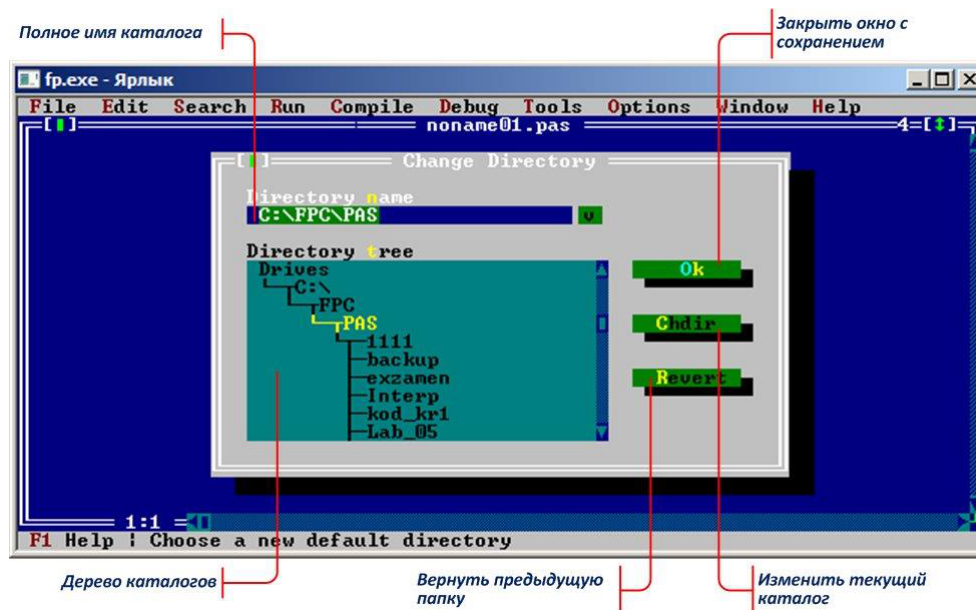 Полное имя каталога
Закрыть окно с
сохранением
fp.exe - Ярлык
File Edit Search Run Compile Debug Tools Options Window Help
noname01.pas 4=[↕]
Change Directory
Directory name
C:\FPC\PAS v
Directory tree
Drives
C:\
FPC
PAS
1111
backup
exzamen
Interp
kod_kr1
Lab_05
Ok
Chdir
Revert
1:1
F1 Help ¦ Choose a new default directory
Дерево каталогов
Вернуть предыдущую
папку
Изменить текущий
каталог